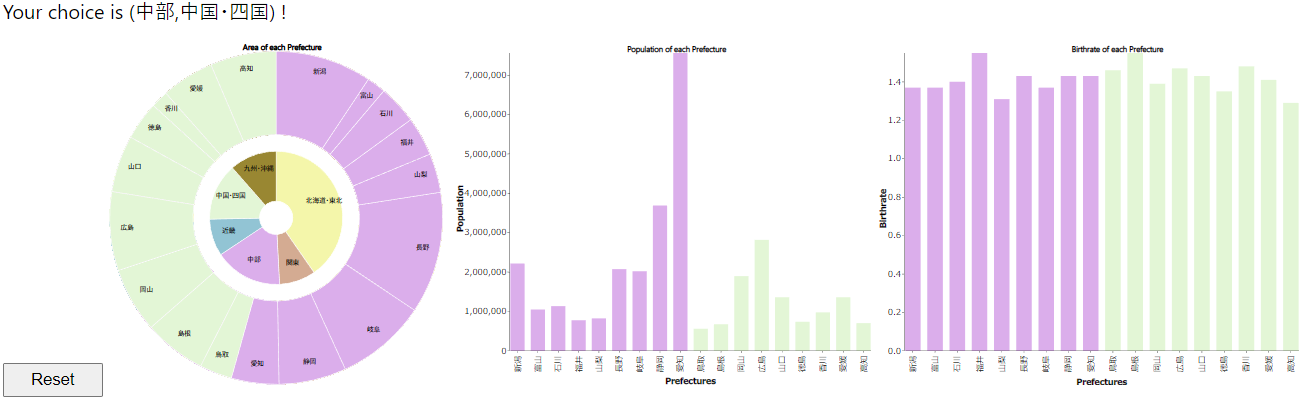 Your choice is (中部,中国・四国) !
Area of each Prefecture
新潟
富山
石川
福井
山梨
長野
岐阜
静岡
愛知
鳥取
島根
岡山
広島
山口
徳島
香川
愛媛
高知
北海道・東北
関東
中部
近畿
中国・四国
九州・沖縄
Reset
Population of each Prefecture
Population
7,000,000
6,000,000
5,000,000
4,000,000
3,000,000
2,000,000
1,000,000
0
新潟
富山
石川
福井
山梨
長野
岐阜
静岡
愛知
鳥取
島根
岡山
広島
山口
徳島
香川
愛媛
高知
Prefectures
Birthrate of each Prefecture
Birthrate
1.4
1.2
1.0
0.8
0.6
0.4
0.2
0.0
新潟
富山
石川
福井
山梨
長野
岐阜
静岡
愛知
鳥取
島根
岡山
広島
山口
徳島
香川
愛媛
高知
Prefectures